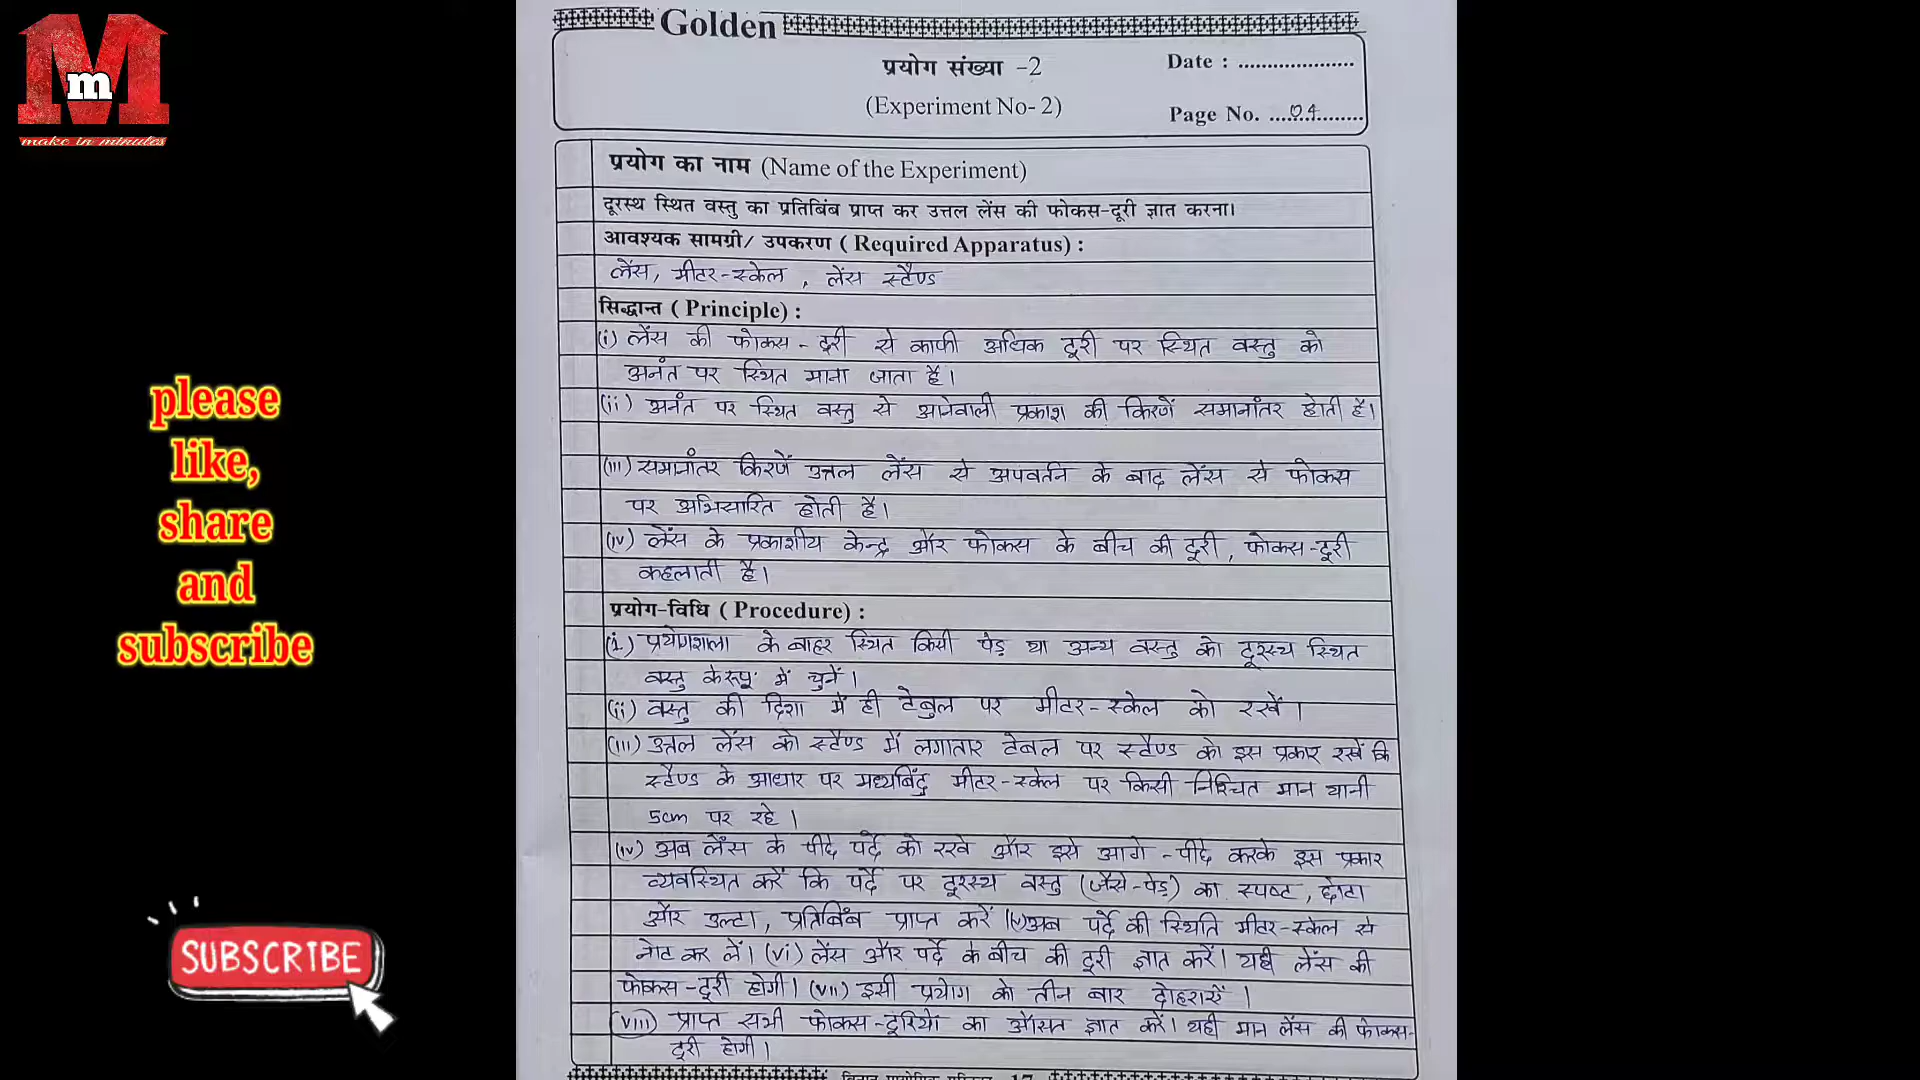 Mm
make in minutes
please
like,
share
and
subscribe
SUBSCRIBE
Golden
प्रयोग संख्या -2
(Experiment No- 2)
Date : ....................
Page No. ....04..........
प्रयोग का नाम (Name of the Experiment)
दूरस्थ स्थित वस्तु का प्रतिबिंब प्राप्त कर उत्तल लेंस की फोकस-दूरी ज्ञात करना।
आवश्यक सामग्री/ उपकरण ( Required Apparatus) :
लेंस, मीटर-स्केल , लेंस स्टैण्ड
सिद्धान्त ( Principle) :
(i) लेंस की फोकस - दूरी से काफी अधिक दूरी पर स्थित वस्तु को
अनंत पर स्थित माना जाता है।
(ii) अनंत पर स्थित वस्तु से आनेवाली प्रकाश की किरणें समानांतर होती है।
(iii) समानांतर किरणें उत्तल लेंस से अपवर्तन के बाद लेंस से फोकस
पर अभिसारित होती है।
(iv) लेंस के प्रकाशीय केन्द्र और फोकस के बीच की दूरी , फोकस-दूरी
कहलाती है।
प्रयोग-विधि ( Procedure) :
(i) प्रयोगशाला के बाहर स्थित किसी पेड़ या अन्य वस्तु को दूरस्थ स्थित
वस्तु के रूप में चुनें।
(ii) वस्तु की दिशा में ही टेबुल पर मीटर-स्केल को रखें।
(iii) उत्तल लेंस को स्टैण्ड में लगातार टेबल पर स्टैण्ड को इस प्रकार रखें कि
स्टैण्ड के आधार पर मध्यबिंदु मीटर-स्केल पर किसी निश्चित मान यानी
5cm पर रहे।
(iv) अब लेंस के पीछे पर्दे को रखे और इसे आगे -पीछे करके इस प्रकार
व्यवस्थित करें कि पर्दे पर दूरस्थ वस्तु (जैसे-पेड़) का स्पष्ट, छोटा
और उल्टा, प्रतिबिंब प्राप्त करें।(v)अब पर्दे की स्थिति मीटर-स्केल से
नोट कर लें। (vi) लेंस और पर्दे के बीच की दूरी ज्ञात करें। यही लेंस की
फोकस-दूरी होगी। (vii) इसी प्रयोग को तीन बार दोहराएँ।
(viii) प्राप्त सभी फोकस-दूरियों का औसत ज्ञात करें। यही मान लेंस की फोकस-
दूरी होगी।